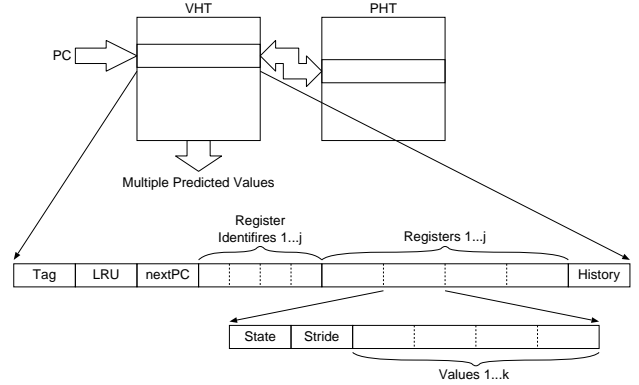 VHT
PHT
PC
Multiple Predicted Values
Register
Identifires 1...j
Registers 1...j
Tag
LRU
nextPC
History
State
Stride
Values 1...k